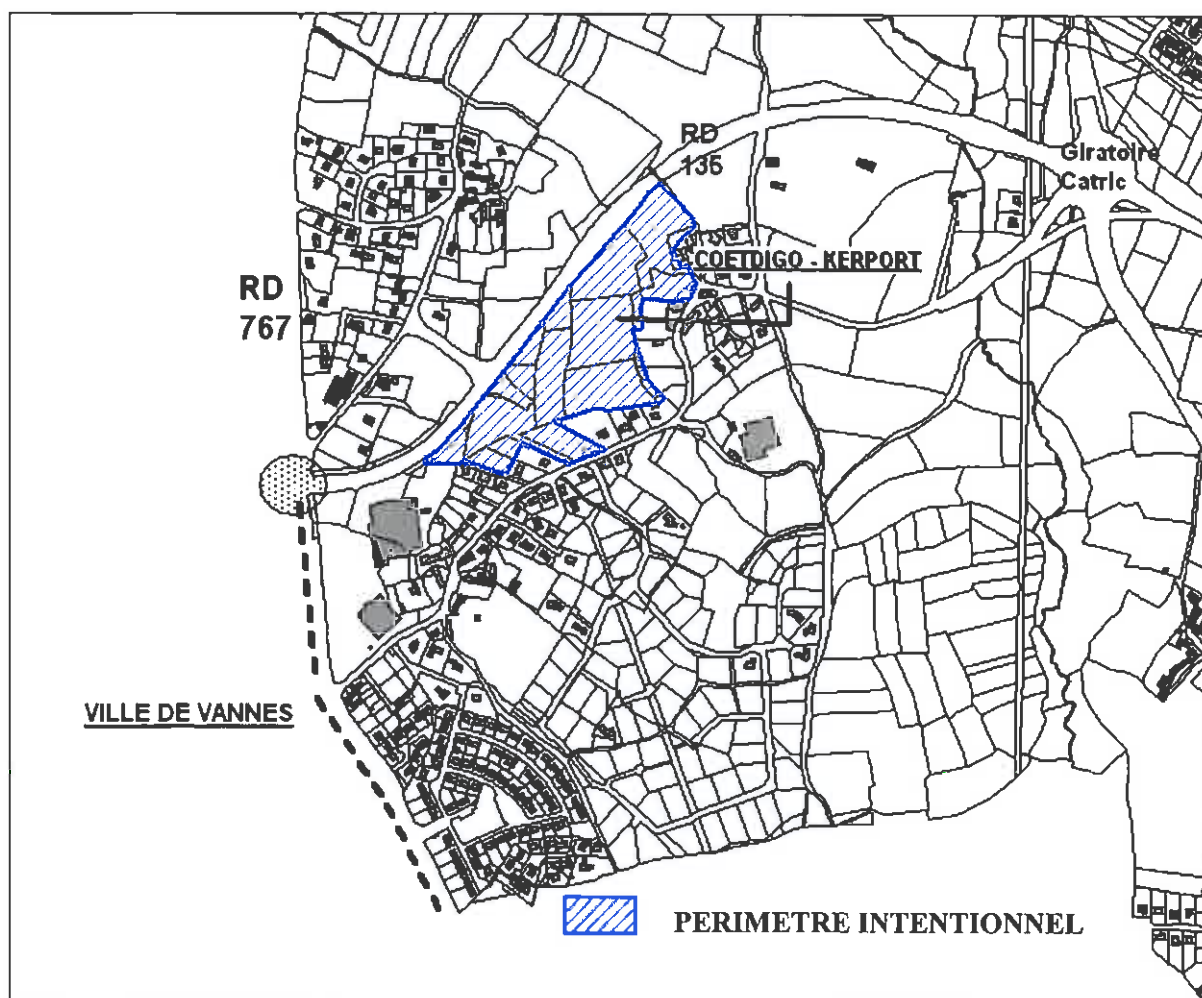 RD
135
Giratoire
Catric
COETDIGO - KERPORT
RD
767
VILLE DE VANNES
PERIMETRE INTENTIONNEL